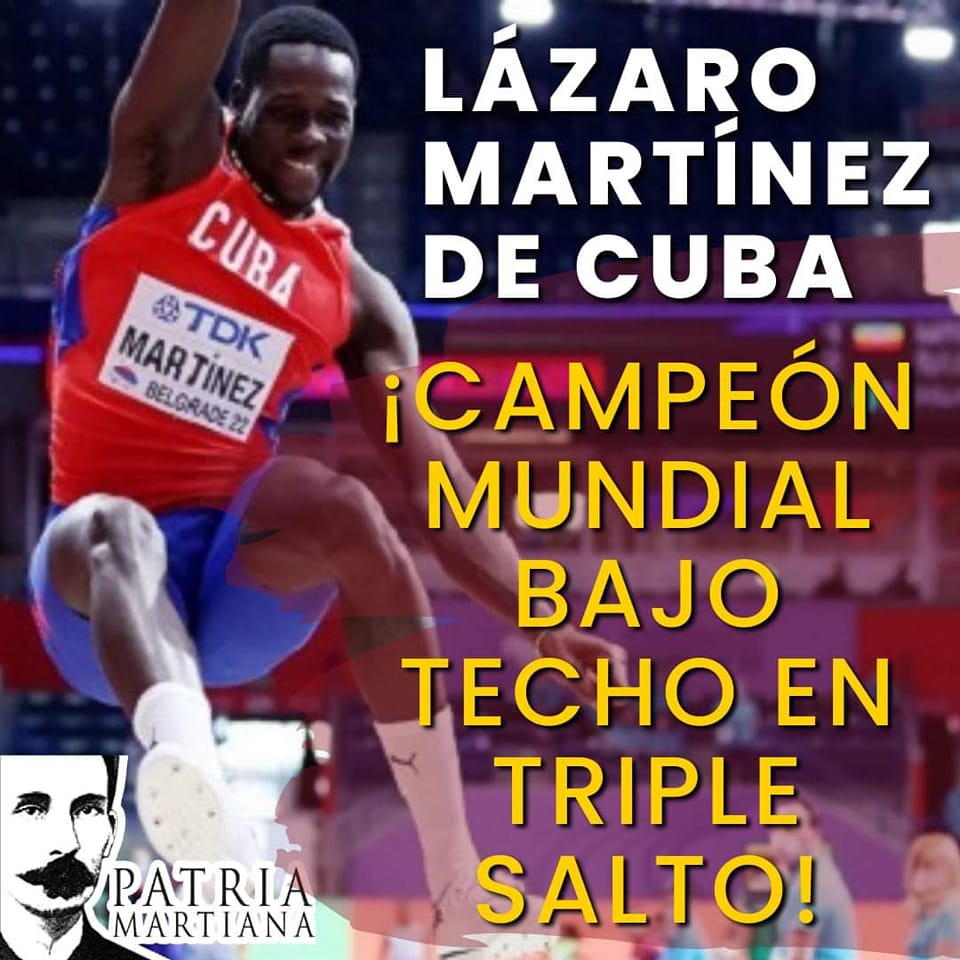 LÁZARO
MARTÍNEZ
DE CUBA
¡CAMPEÓN
MUNDIAL
BAJO
TECHO EN
TRIPLE
SALTO!
CUBA
TDK
MARTÍNEZ
BELGRADE 22
PATRIA
MARTIANA